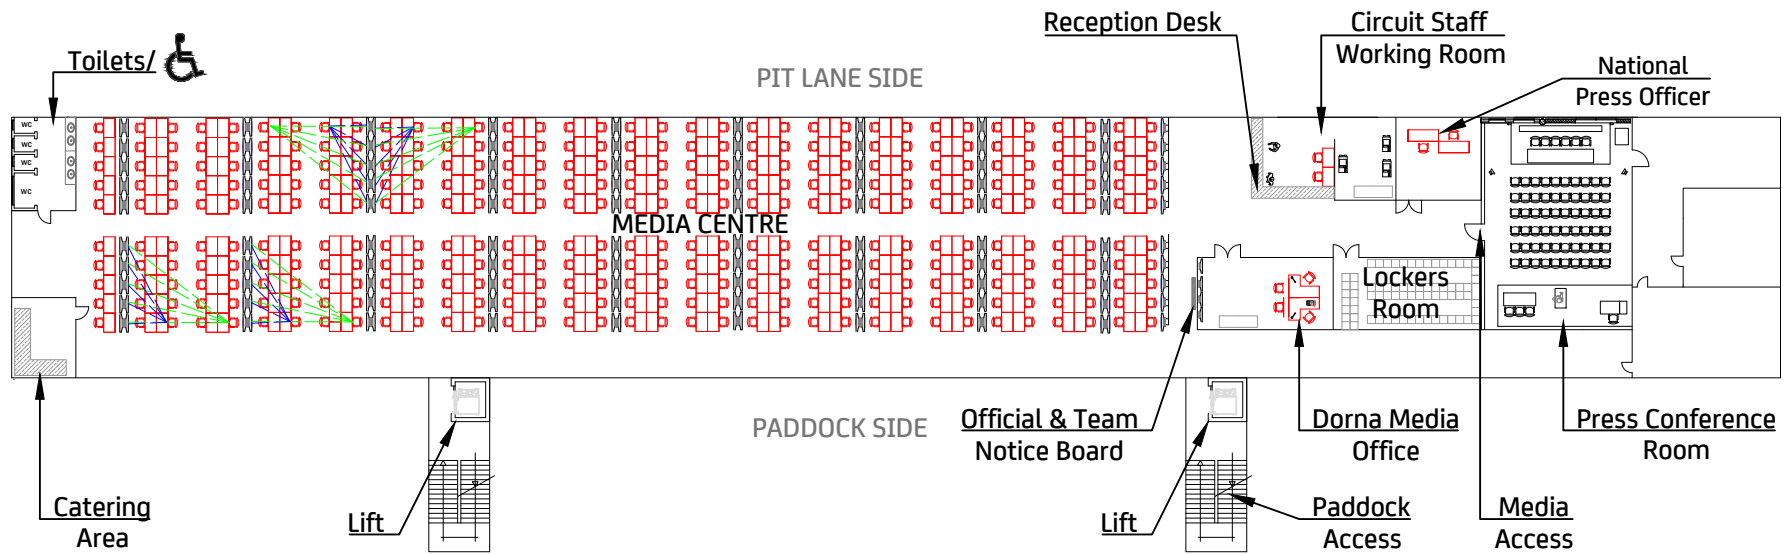 Reception Desk
Circuit Staff
Working Room
Toilets/
PIT LANE SIDE
National
Press Officer
WC
WC
WC
WC
MEDIA CENTRE
Lockers
Room
PADDOCK SIDE
Official & Team
Notice Board
Dorna Media
Office
Press Conference
Room
Catering
Area
Lift
Lift
Paddock
Access
Media
Access